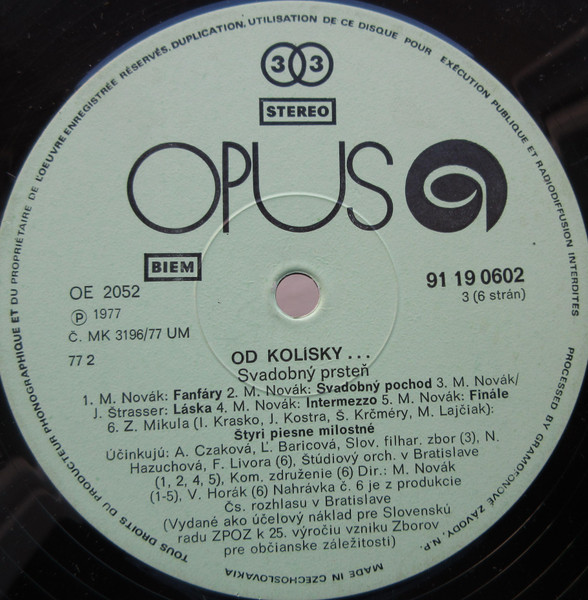 TOUS DROITS DU PRODUCTEUR PHONOGRAPHIQUE ET DU PROPRIÉTAIRE DE L'OEUVRE ENREGISTRÉE RÉSERVÉS. DUPLICATION, UTILISATION DE CE DISQUE POUR EXÉCUTION PUBLIQUE ET RADIODIFFUSION INTERDITES
33
STEREO
OPUS
BIEM
OE 2052
91 19 0602
Ⓟ 1977
3 (6 strán)
Č. MK 3196/77 UM
77 2
OD KOLÍSKY...
Svadobný prsteň
1. M. Novák: Fanfáry 2. M. Novák: Svadobný pochod 3. M. Novák/
J. Štrasser: Láska 4. M. Novák: Intermezzo 5. M. Novák: Finále
6. Z. Mikula (I. Krasko, J. Kostra, Š. Krčméry, M. Lajčiak):
Štyri piesne milostné
Účinkujú: A. Czaková, Ľ. Baricová, Slov. filhar. zbor (3), N.
Hazuchová, F. Livora (6), Štúdiový orch. v Bratislave
(1, 2, 4, 5), Kom. združenie (6) Dir.: M. Novák
(1-5), V. Horák (6) Nahrávka č. 6 je z produkcie
Čs. rozhlasu v Bratislave
(Vydané ako účelový náklad pre Slovenskú
radu ZPOZ k 25. výročiu vzniku Zborov
pre občianske záležitosti)
MADE IN CZECHOSLOVAKIA
PROCESSED BY GRAMOFONOVÉ ZÁVODY, N.P.